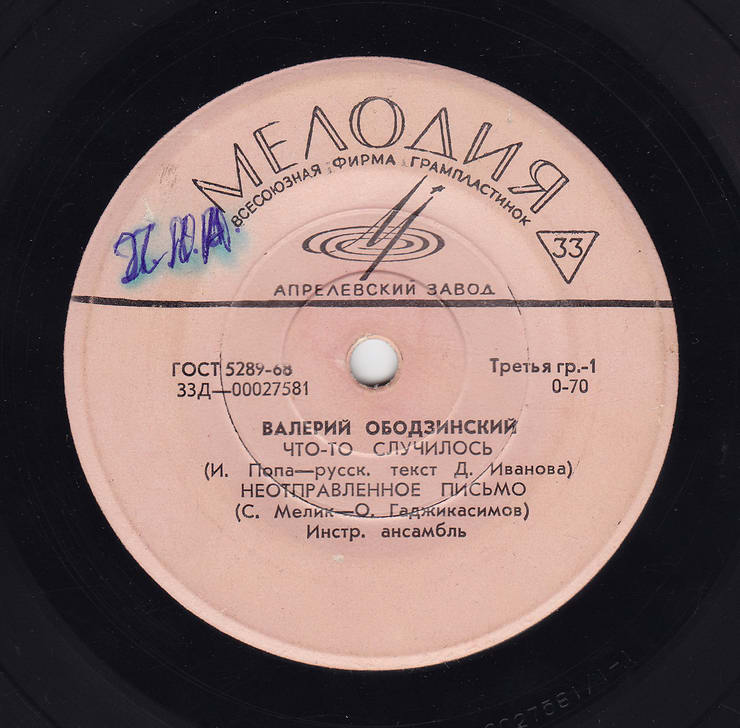 МЕЛОДИЯ
ВСЕСОЮЗНАЯ ФИРМА ГРАМПЛАСТИНОК
33
АПРЕЛЕВСКИЙ ЗАВОД
ГОСТ 5289-68 Третья гр.-1
33Д—00027581 0-70
ВАЛЕРИЙ ОБОДЗИНСКИЙ
ЧТО-ТО СЛУЧИЛОСЬ
(И. Попа—русск. текст Д. Иванова)
НЕОТПРАВЛЕННОЕ ПИСЬМО
(С. Мелик—О. Гаджикасимов)
Инстр. ансамбль